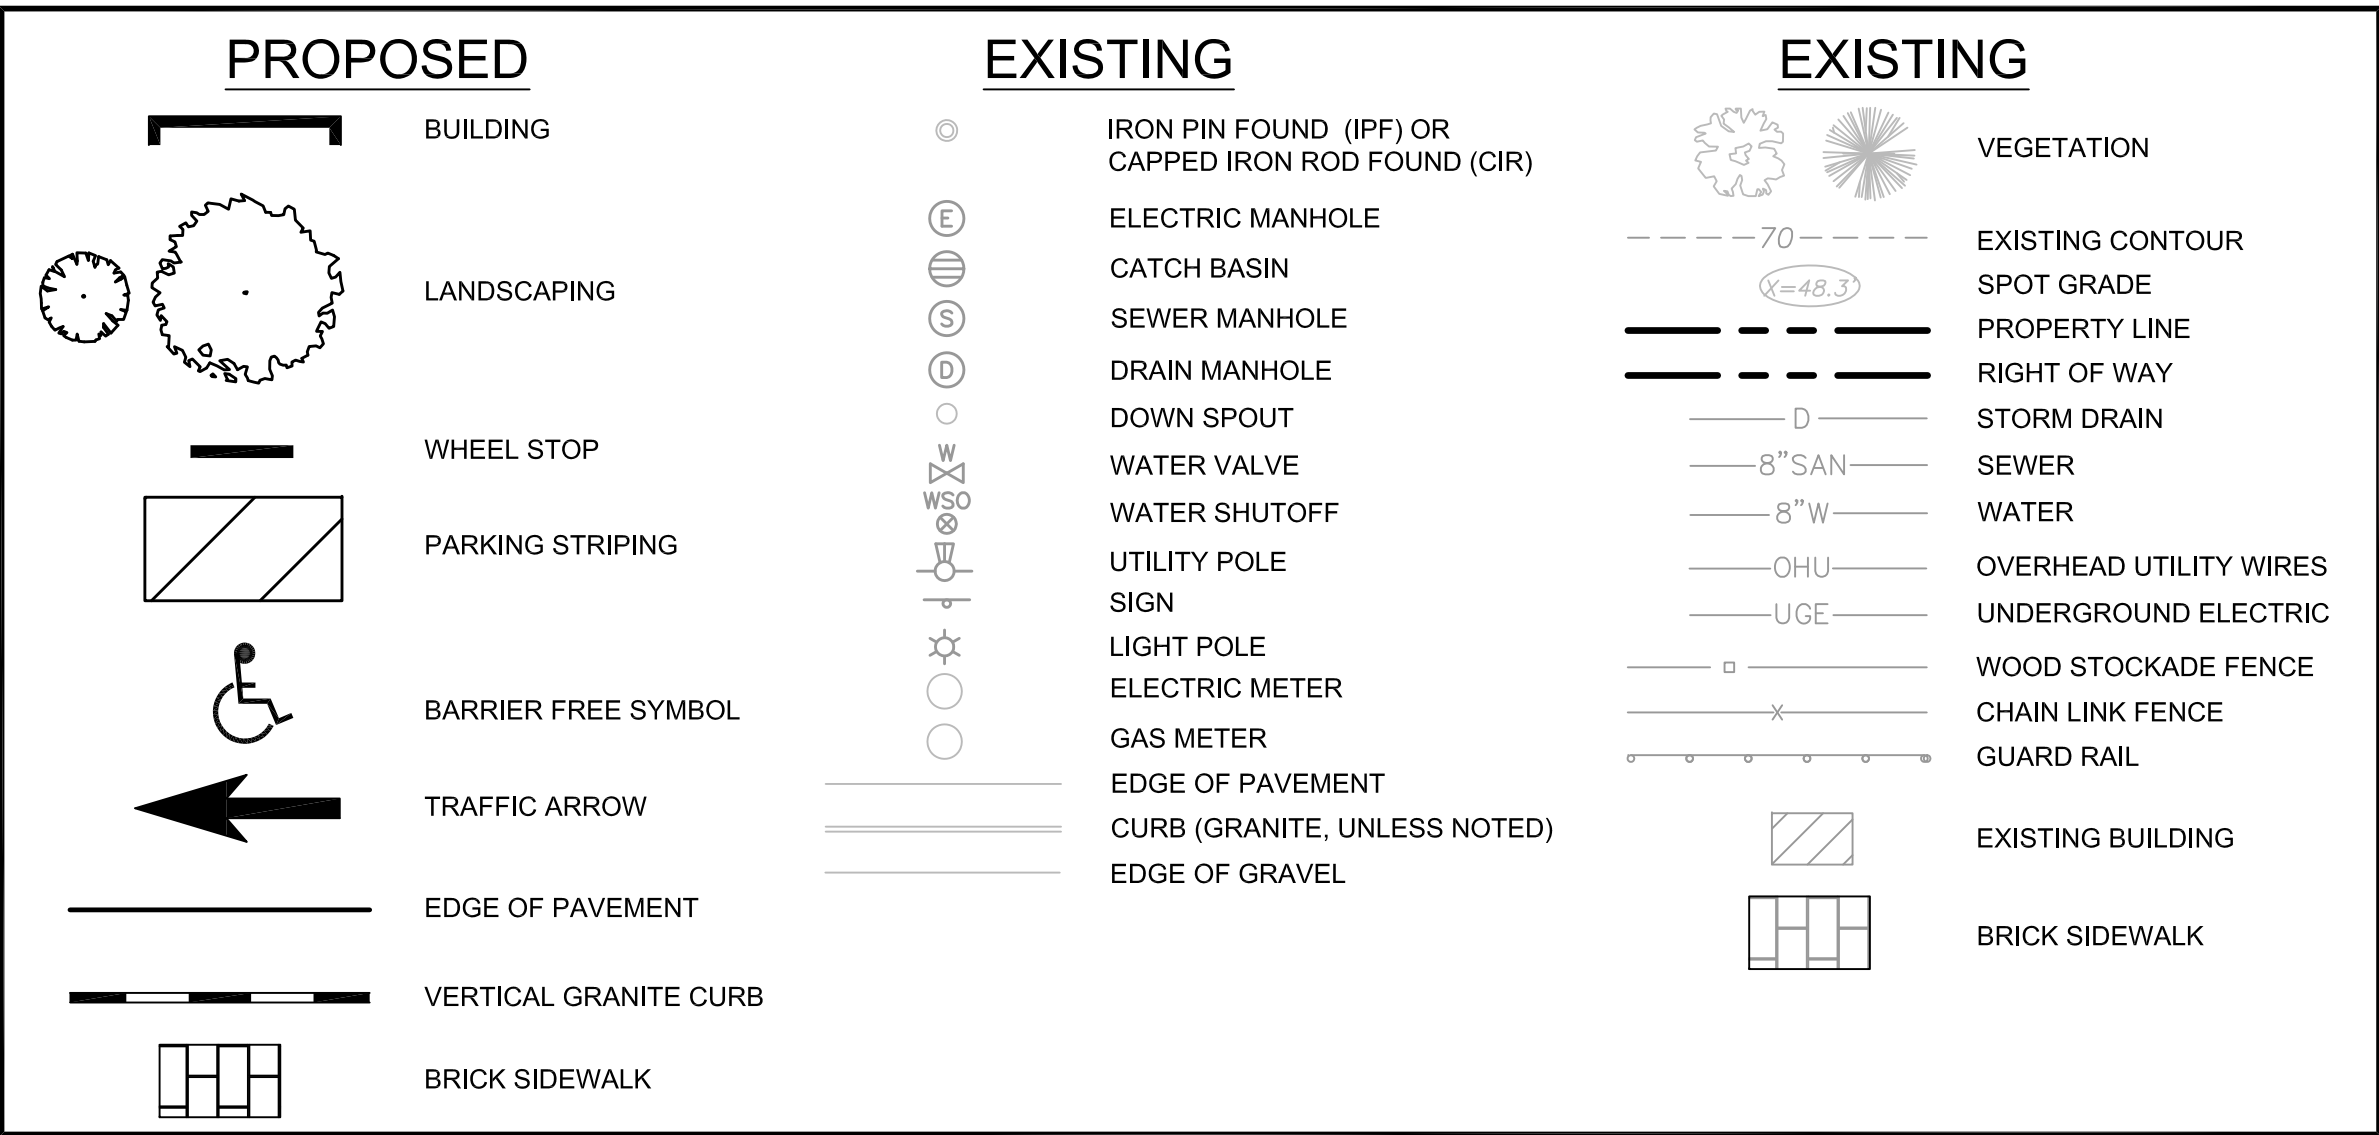 PROPOSED
BUILDING
LANDSCAPING
WHEEL STOP
PARKING STRIPING
BARRIER FREE SYMBOL
TRAFFIC ARROW
EDGE OF PAVEMENT
VERTICAL GRANITE CURB
BRICK SIDEWALK
EXISTING
IRON PIN FOUND (IPF) OR
CAPPED IRON ROD FOUND (CIR)
E ELECTRIC MANHOLE
CATCH BASIN
S SEWER MANHOLE
D DRAIN MANHOLE
DOWN SPOUT
W WATER VALVE
WSO WATER SHUTOFF
UTILITY POLE
SIGN
LIGHT POLE
ELECTRIC METER
GAS METER
EDGE OF PAVEMENT
CURB (GRANITE, UNLESS NOTED)
EDGE OF GRAVEL
EXISTING
VEGETATION
70 EXISTING CONTOUR
X=48.3' SPOT GRADE
PROPERTY LINE
RIGHT OF WAY
D STORM DRAIN
8"SAN SEWER
8"W WATER
OHU OVERHEAD UTILITY WIRES
UGE UNDERGROUND ELECTRIC
WOOD STOCKADE FENCE
X CHAIN LINK FENCE
GUARD RAIL
EXISTING BUILDING
BRICK SIDEWALK